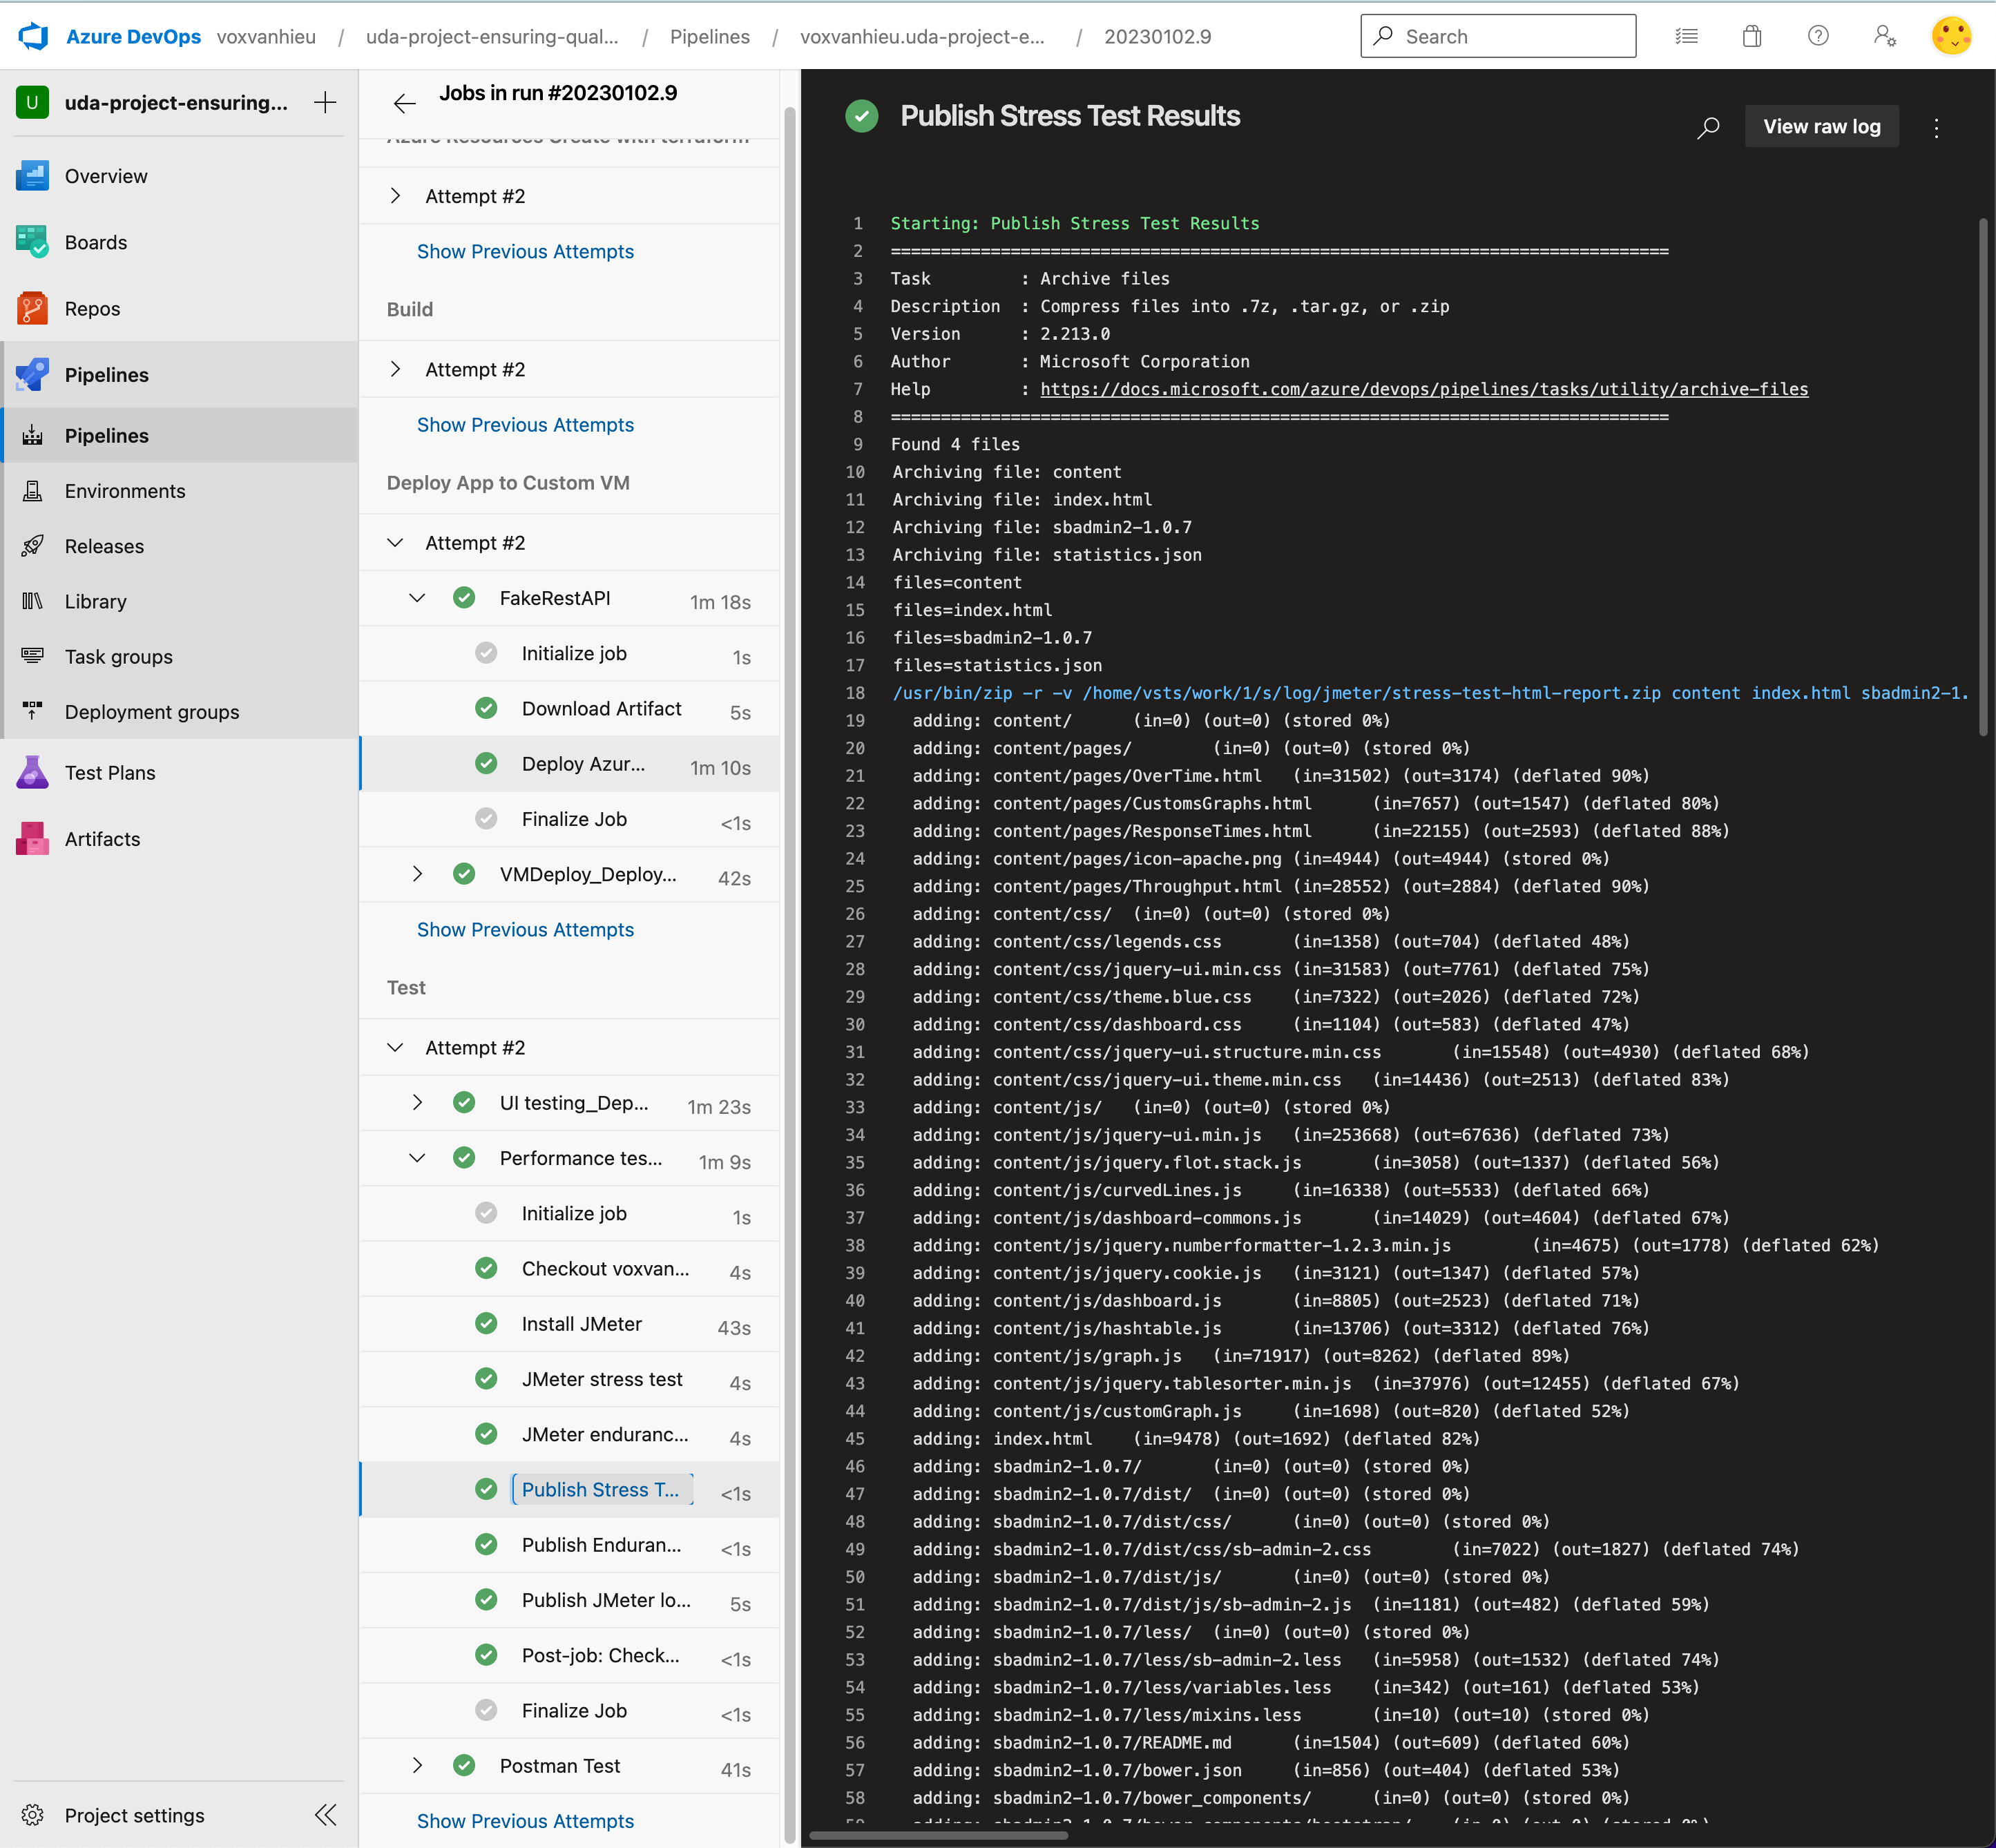 Azure DevOps voxvanhieu / uda-project-ensuring-qual... / Pipelines / voxvanhieu.uda-project-e... / 20230102.9
Search
U uda-project-ensuring...
Overview
Boards
Repos
Pipelines
Pipelines
Environments
Releases
Library
Task groups
Deployment groups
Test Plans
Artifacts
Project settings
Jobs in run #20230102.9
Azure Resources Create with terraform
Attempt #2
Show Previous Attempts
Build
Attempt #2
Show Previous Attempts
Deploy App to Custom VM
Attempt #2
FakeRestAPI 1m 18s
Initialize job 1s
Download Artifact 5s
Deploy Azur... 1m 10s
Finalize Job <1s
VMDeploy_Deploy... 42s
Show Previous Attempts
Test
Attempt #2
UI testing_Dep... 1m 23s
Performance tes... 1m 9s
Initialize job 1s
Checkout voxvan... 4s
Install JMeter 43s
JMeter stress test 4s
JMeter enduranc... 4s
Publish Stress T... <1s
Publish Enduran... <1s
Publish JMeter lo... 5s
Post-job: Check... <1s
Finalize Job <1s
Postman Test 41s
Show Previous Attempts
Publish Stress Test Results
View raw log
1 Starting: Publish Stress Test Results
2 ==============================================================================
3 Task : Archive files
4 Description : Compress files into .7z, .tar.gz, or .zip
5 Version : 2.213.0
6 Author : Microsoft Corporation
7 Help : https://docs.microsoft.com/azure/devops/pipelines/tasks/utility/archive-files
8 ==============================================================================
9 Found 4 files
10 Archiving file: content
11 Archiving file: index.html
12 Archiving file: sbadmin2-1.0.7
13 Archiving file: statistics.json
14 files=content
15 files=index.html
16 files=sbadmin2-1.0.7
17 files=statistics.json
18 /usr/bin/zip -r -v /home/vsts/work/1/s/log/jmeter/stress-test-html-report.zip content index.html sbadmin2-1.
19 adding: content/ (in=0) (out=0) (stored 0%)
20 adding: content/pages/ (in=0) (out=0) (stored 0%)
21 adding: content/pages/OverTime.html (in=31502) (out=3174) (deflated 90%)
22 adding: content/pages/CustomsGraphs.html (in=7657) (out=1547) (deflated 80%)
23 adding: content/pages/ResponseTimes.html (in=22155) (out=2593) (deflated 88%)
24 adding: content/pages/icon-apache.png (in=4944) (out=4944) (stored 0%)
25 adding: content/pages/Throughput.html (in=28552) (out=2884) (deflated 90%)
26 adding: content/css/ (in=0) (out=0) (stored 0%)
27 adding: content/css/legends.css (in=1358) (out=704) (deflated 48%)
28 adding: content/css/jquery-ui.min.css (in=31583) (out=7761) (deflated 75%)
29 adding: content/css/theme.blue.css (in=7322) (out=2026) (deflated 72%)
30 adding: content/css/dashboard.css (in=1104) (out=583) (deflated 47%)
31 adding: content/css/jquery-ui.structure.min.css (in=15548) (out=4930) (deflated 68%)
32 adding: content/css/jquery-ui.theme.min.css (in=14436) (out=2513) (deflated 83%)
33 adding: content/js/ (in=0) (out=0) (stored 0%)
34 adding: content/js/jquery-ui.min.js (in=253668) (out=67636) (deflated 73%)
35 adding: content/js/jquery.flot.stack.js (in=3058) (out=1337) (deflated 56%)
36 adding: content/js/curvedLines.js (in=16338) (out=5533) (deflated 66%)
37 adding: content/js/dashboard-commons.js (in=14029) (out=4604) (deflated 67%)
38 adding: content/js/jquery.numberformatter-1.2.3.min.js (in=4675) (out=1778) (deflated 62%)
39 adding: content/js/jquery.cookie.js (in=3121) (out=1347) (deflated 57%)
40 adding: content/js/dashboard.js (in=8805) (out=2523) (deflated 71%)
41 adding: content/js/hashtable.js (in=13706) (out=3312) (deflated 76%)
42 adding: content/js/graph.js (in=71917) (out=8262) (deflated 89%)
43 adding: content/js/jquery.tablesorter.min.js (in=37976) (out=12455) (deflated 67%)
44 adding: content/js/customGraph.js (in=1698) (out=820) (deflated 52%)
45 adding: index.html (in=9478) (out=1692) (deflated 82%)
46 adding: sbadmin2-1.0.7/ (in=0) (out=0) (stored 0%)
47 adding: sbadmin2-1.0.7/dist/ (in=0) (out=0) (stored 0%)
48 adding: sbadmin2-1.0.7/dist/css/ (in=0) (out=0) (stored 0%)
49 adding: sbadmin2-1.0.7/dist/css/sb-admin-2.css (in=7022) (out=1827) (deflated 74%)
50 adding: sbadmin2-1.0.7/dist/js/ (in=0) (out=0) (stored 0%)
51 adding: sbadmin2-1.0.7/dist/js/sb-admin-2.js (in=1181) (out=482) (deflated 59%)
52 adding: sbadmin2-1.0.7/less/ (in=0) (out=0) (stored 0%)
53 adding: sbadmin2-1.0.7/less/sb-admin-2.less (in=5958) (out=1532) (deflated 74%)
54 adding: sbadmin2-1.0.7/less/variables.less (in=342) (out=161) (deflated 53%)
55 adding: sbadmin2-1.0.7/less/mixins.less (in=10) (out=10) (stored 0%)
56 adding: sbadmin2-1.0.7/README.md (in=1504) (out=609) (deflated 60%)
57 adding: sbadmin2-1.0.7/bower.json (in=856) (out=404) (deflated 53%)
58 adding: sbadmin2-1.0.7/bower_components/ (in=0) (out=0) (stored 0%)